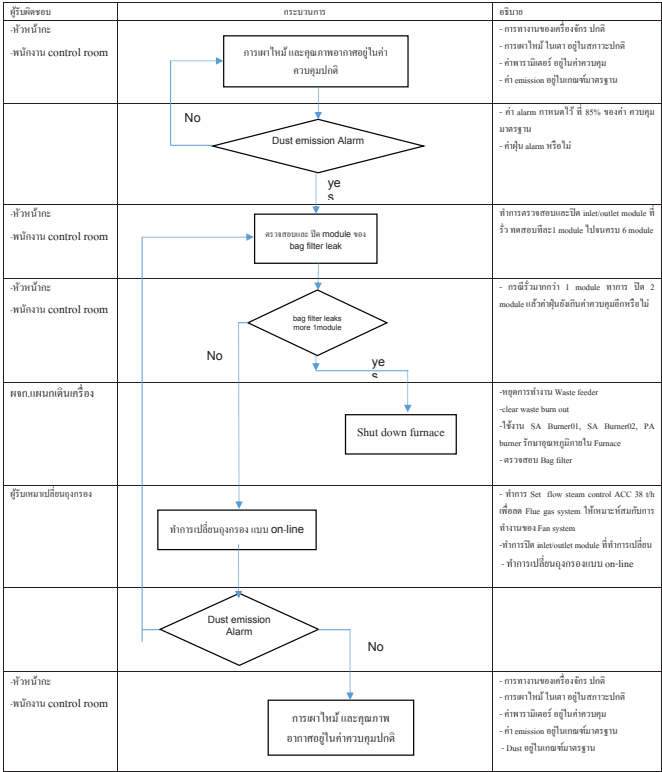 ผู้รับผิดชอบ
กระบวนการ
อธิบาย
-หัวหน้ากะ
-พนักงาน control room
การเผาไหม้ และคุณภาพอากาศอยู่ในค่า
ควบคุมปกติ
- การทางานของเครื่องจักร ปกติ
- การเผาไหม้ ในเตา อยู่ในสภาวะปกติ
- ค่าพารามิเตอร์ อยู่ในค่าควบคุม
- ค่า emission อยู่ในเกณฑ์มาตรฐาน
No
Dust emission Alarm
ye
s
- ค่า alarm กาหนดไว้ ที่ 85% ของค่า ควบคุม
มาตรฐาน
- ค่าฝุ่น alarm หรือไม่
-หัวหน้ากะ
-พนักงาน control room
ตรวจสอบและ ปิด module ของ
bag filter leak
ทำการตรวจสอบและปิด inlet/outlet module ที่
รั่ว ทดสอบทีละ1 module ไปจนครบ 6 module
-หัวหน้ากะ
-พนักงาน control room
bag filter leaks
more 1module
No
ye
s
- กรณีรั่วมากกว่า 1 module ทาการ ปิด 2
module แล้วค่าฝุ่นยังเกินค่าควบคุมอีกหรือไม่
ผจก.แผนกเดินเครื่อง
Shut down furnace
-หยุดการทำงาน Waste feeder
-clear waste burn out
-ใช้งาน SA Burner01, SA Burner02, PA
burner รักษาอุณหภูมิภายใน Furnace
- ตรวจสอบ Bag filter
ผู้รับเหมาเปลี่ยนถุงกรอง
ทำการเปลี่ยนถุงกรอง แบบ on-line
- ทำการ Set flow steam control ACC 38 t/h
เพื่อลด Flue gas system ให้เหมาะห์สมกับการ
ทำงานของ Fan system
-ทำการปิด inlet/outlet module ที่ทำการเปลี่ยน
- ทำการเปลี่ยนถุงกรองแบบ on-line
Dust emission
Alarm
No
-หัวหน้ากะ
-พนักงาน control room
การเผาไหม้ และคุณภาพ
อากาศอยู่ในค่าควบคุมปกติ
- การทางานของเครื่องจักร ปกติ
- การเผาไหม้ ในเตา อยู่ในสภาวะปกติ
- ค่าพารามิเตอร์ อยู่ในค่าควบคุม
- ค่า emission อยู่ในเกณฑ์มาตรฐาน
- Dust อยู่ในเกณฑ์มาตรฐาน